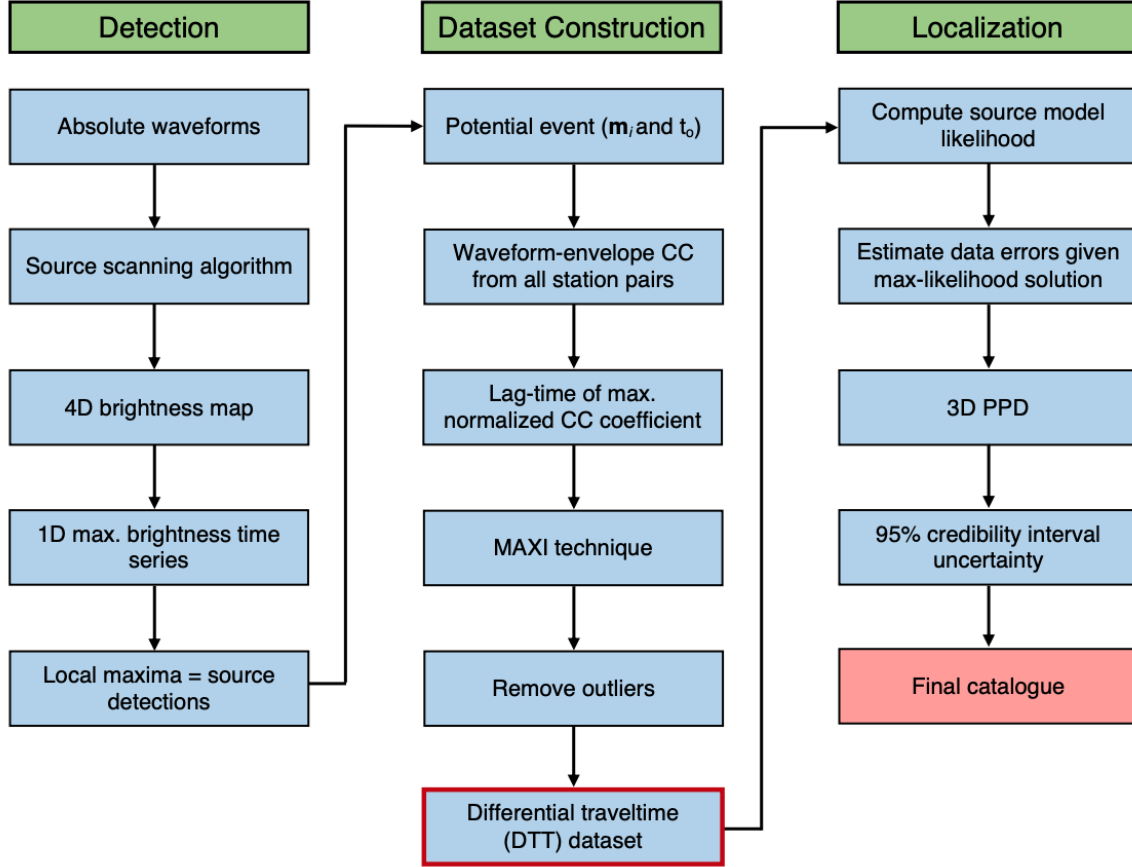 Detection
Absolute waveforms
Source scanning algorithm
4D brightness map
1D max. brightness time
series
Local maxima = source
detections
Dataset Construction
Potential event (mᵢ and tₒ)
Waveform-envelope CC
from all station pairs
Lag-time of max.
normalized CC coefficient
MAXI technique
Remove outliers
Differential traveltime
(DTT) dataset
Localization
Compute source model
likelihood
Estimate data errors given
max-likelihood solution
3D PPD
95% credibility interval
uncertainty
Final catalogue